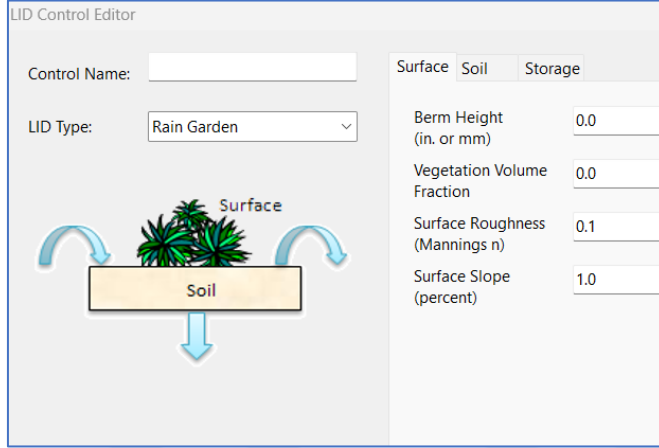 LID Control Editor
Control Name:
LID Type:
Rain Garden
Surface
Soil
Surface Soil Storage
Berm Height
(in. or mm)
0.0
Vegetation Volume
Fraction
0.0
Surface Roughness
(Mannings n)
0.1
Surface Slope
(percent)
1.0